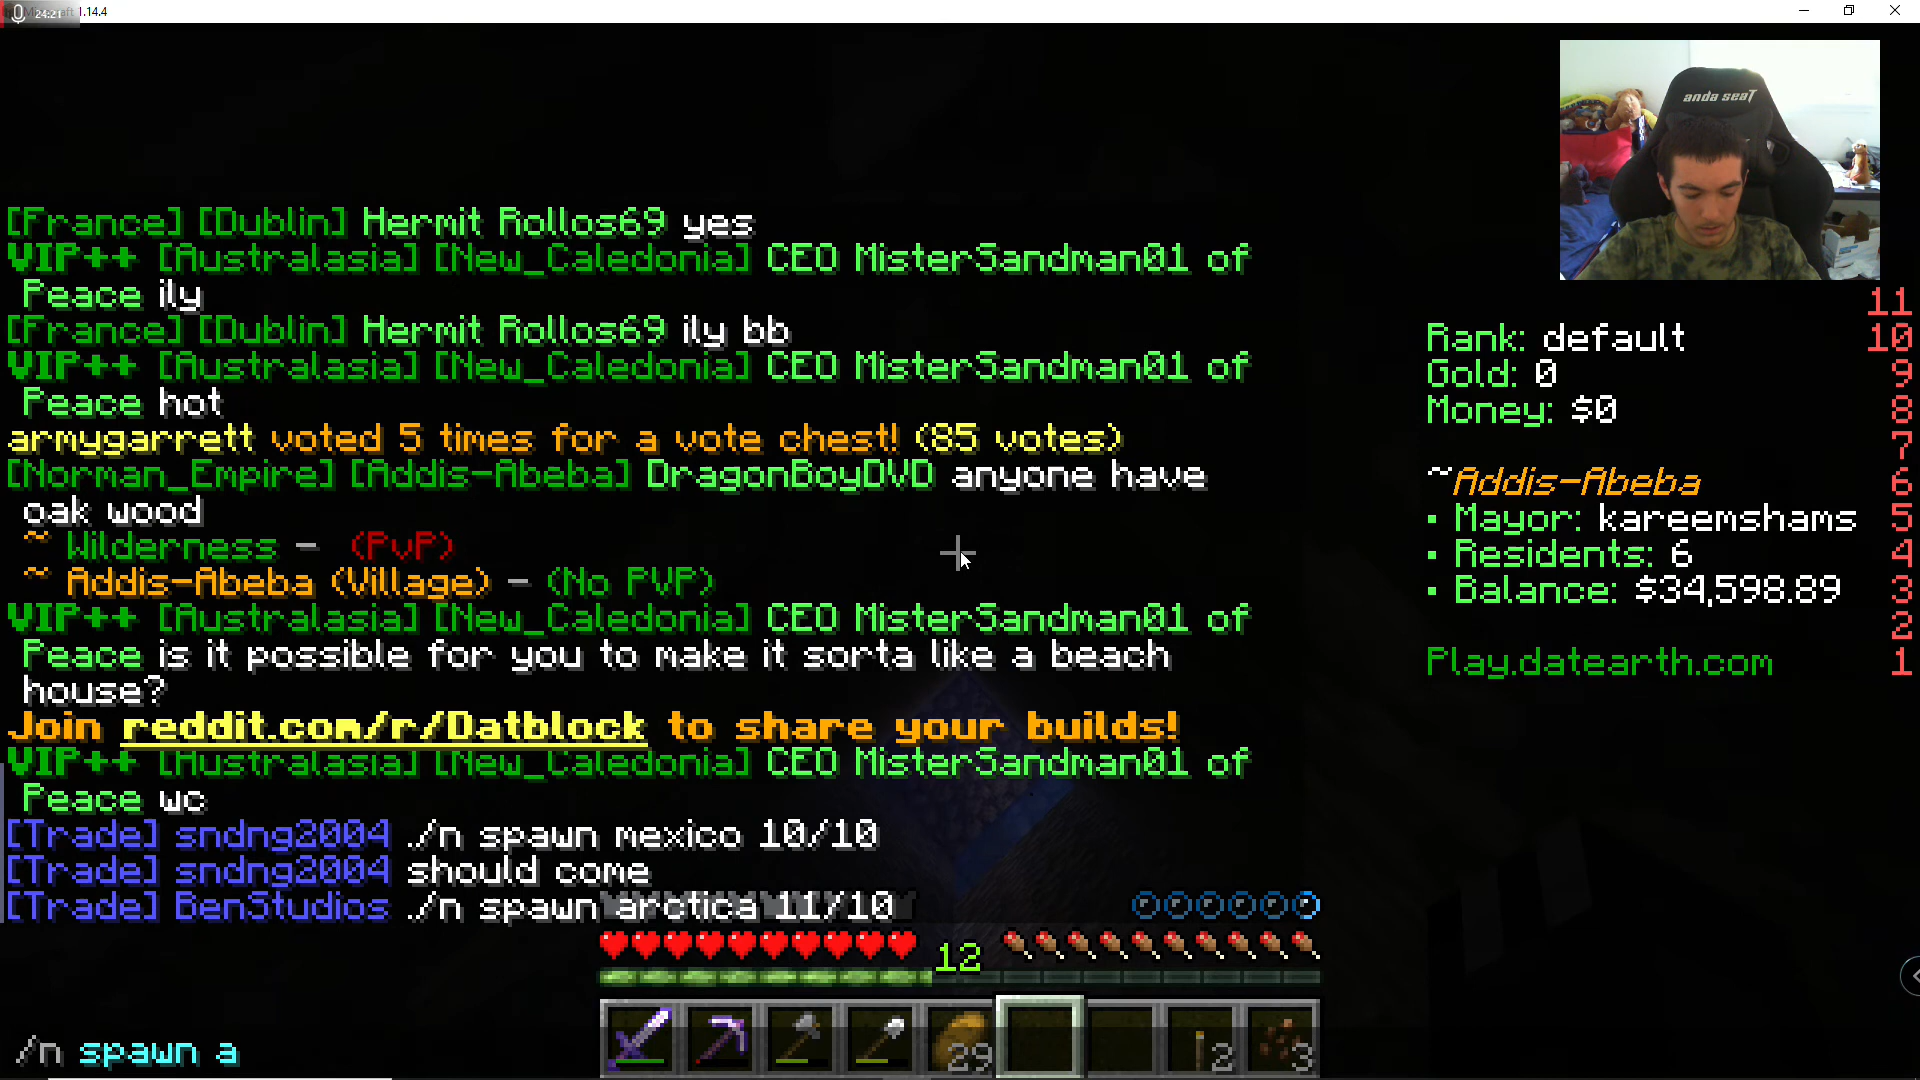 24:21
1.14.4
anda seaT
[France] [Dublin] Hermit Rollos69 yes
VIP++ [Australasia] [New_Caledonia] CEO MisterSandman01 of
Peace ily
[France] [Dublin] Hermit Rollos69 ily bb
VIP++ [Australasia] [New_Caledonia] CEO MisterSandman01 of
Peace hot
armygarrett voted 5 times for a vote chest! (85 votes)
[Norman_Empire] [Addis-Abeba] DragonBoyDVD anyone have
oak wood
~ Wilderness - (PvP)
~ Addis-Abeba (Village) - (No PVP)
VIP++ [Australasia] [New_Caledonia] CEO MisterSandman01 of
Peace is it possible for you to make it sorta like a beach
house?
Join reddit.com/r/Datblock to share your builds!
VIP++ [Australasia] [New_Caledonia] CEO MisterSandman01 of
Peace wc
[Trade] sndng2004 ./n spawn mexico 10/10
[Trade] sndng2004 should come
[Trade] BenStudios ./n spawn arctica 11/10
11
Rank: default 10
Gold: 0 9
Money: $0 8
7
~Addis-Abeba 6
▪ Mayor: kareemshams 5
▪ Residents: 6 4
▪ Balance: $34,598.89 3
2
Play.datearth.com 1
12
29 2 3
/n spawn a